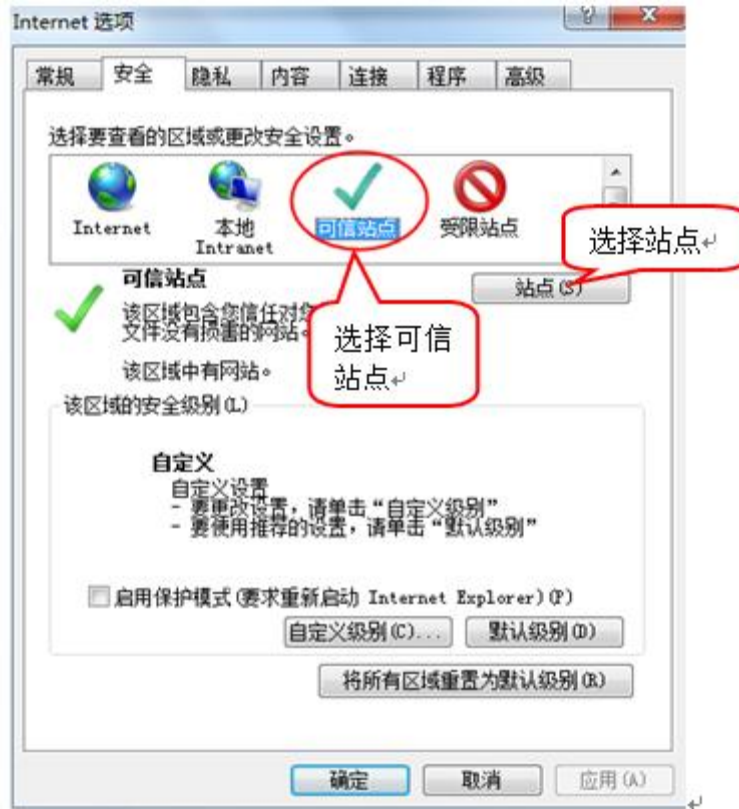 Internet 选项
常规 安全 隐私 内容 连接 程序 高级
选择要查看的区域或更改安全设置。
Internet 本地 Intranet 可信站点 受限站点
选择站点
可信站点
站点(S)
该区域包含您信任对您
文件没有损害的网站。
选择可信
站点
该区域中有网站。
该区域的安全级别(L)
自定义
自定义设置
- 要更改设置，请单击“自定义级别”
- 要使用推荐的设置，请单击“默认级别”
启用保护模式(要求重新启动 Internet Explorer)(P)
自定义级别(C)... 默认级别(D)
将所有区域重置为默认级别(R)
确定 取消 应用(A)